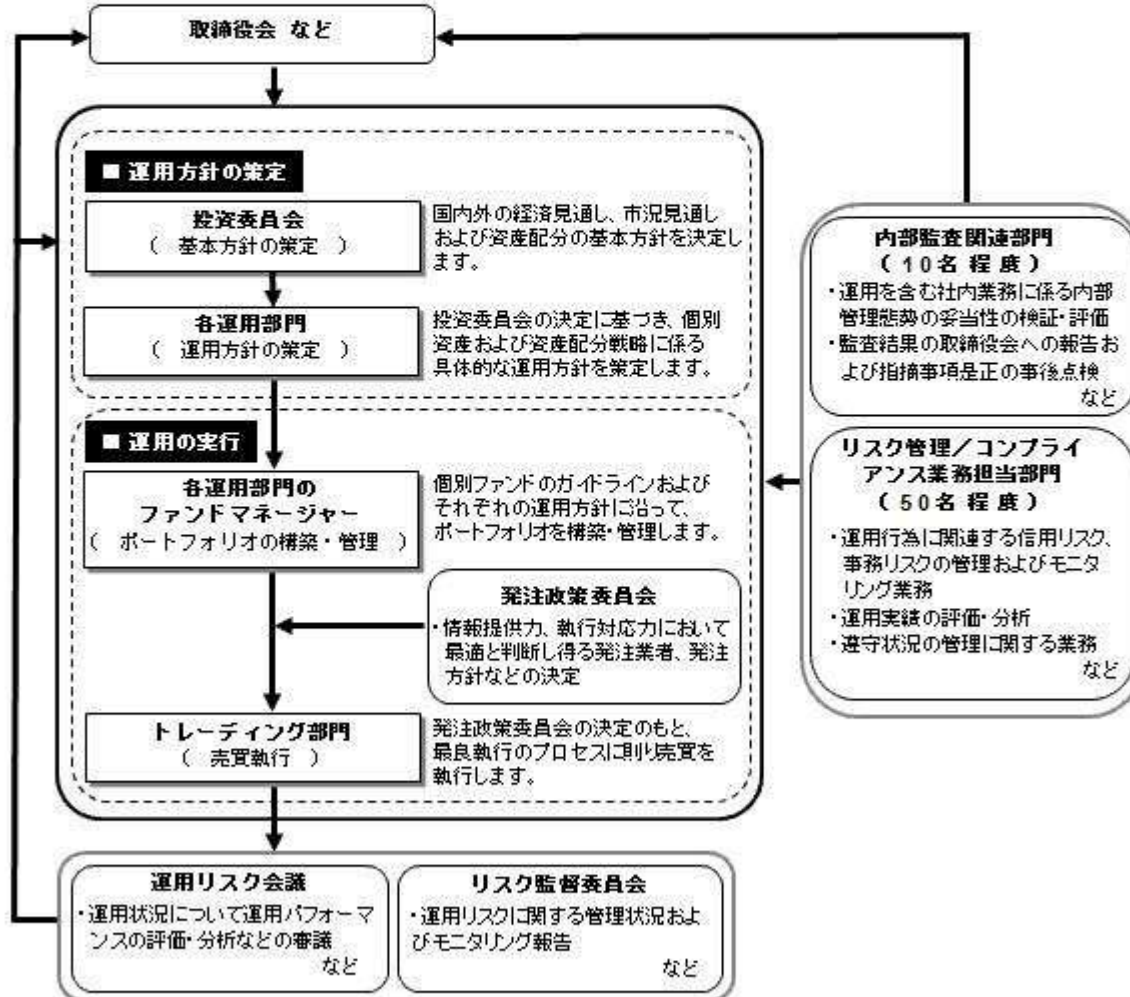 取締役会 など
■ 運用方針の策定
投資委員会
( 基本方針の策定 )
国内外の経済見通し、市況見通し
および資産配分の基本方針を決定し
ます。
各運用部門
( 運用方針の策定 )
投資委員会の決定に基づき、個別
資産および資産配分戦略に係る
具体的な運用方針を策定します。
■ 運用の実行
各運用部門の
ファンドマネージャー
( ポートフォリオの構築・管理 )
個別ファンドのガイドラインおよび
それぞれの運用方針に沿って、
ポートフォリオを構築・管理します。
発注政策委員会
・情報提供力、執行対応力において
最適と判断し得る発注業者、発注
方針などの決定
トレーディング部門
( 売買執行 )
発注政策委員会の決定のもと、
最良執行のプロセスに則り売買を
執行します。
運用リスク会議
・運用状況について運用パフォーマ
ンスの評価・分析などの審議
など
リスク監督委員会
・運用リスクに関する管理状況およ
びモニタリング報告
など
内部監査関連部門
( 10名 程 度 )
・運用を含む社内業務に係る内部
管理態勢の妥当性の検証・評価
・監査結果の取締役会への報告お
よび指摘事項是正の事後点検
など
リスク管理／コンプライ
アンス業務担当部門
( 50名 程 度 )
・運用行為に関連する信用リスク、
事務リスクの管理およびモニタ
リング業務
・運用実績の評価・分析
・遵守状況の管理に関する業務
など